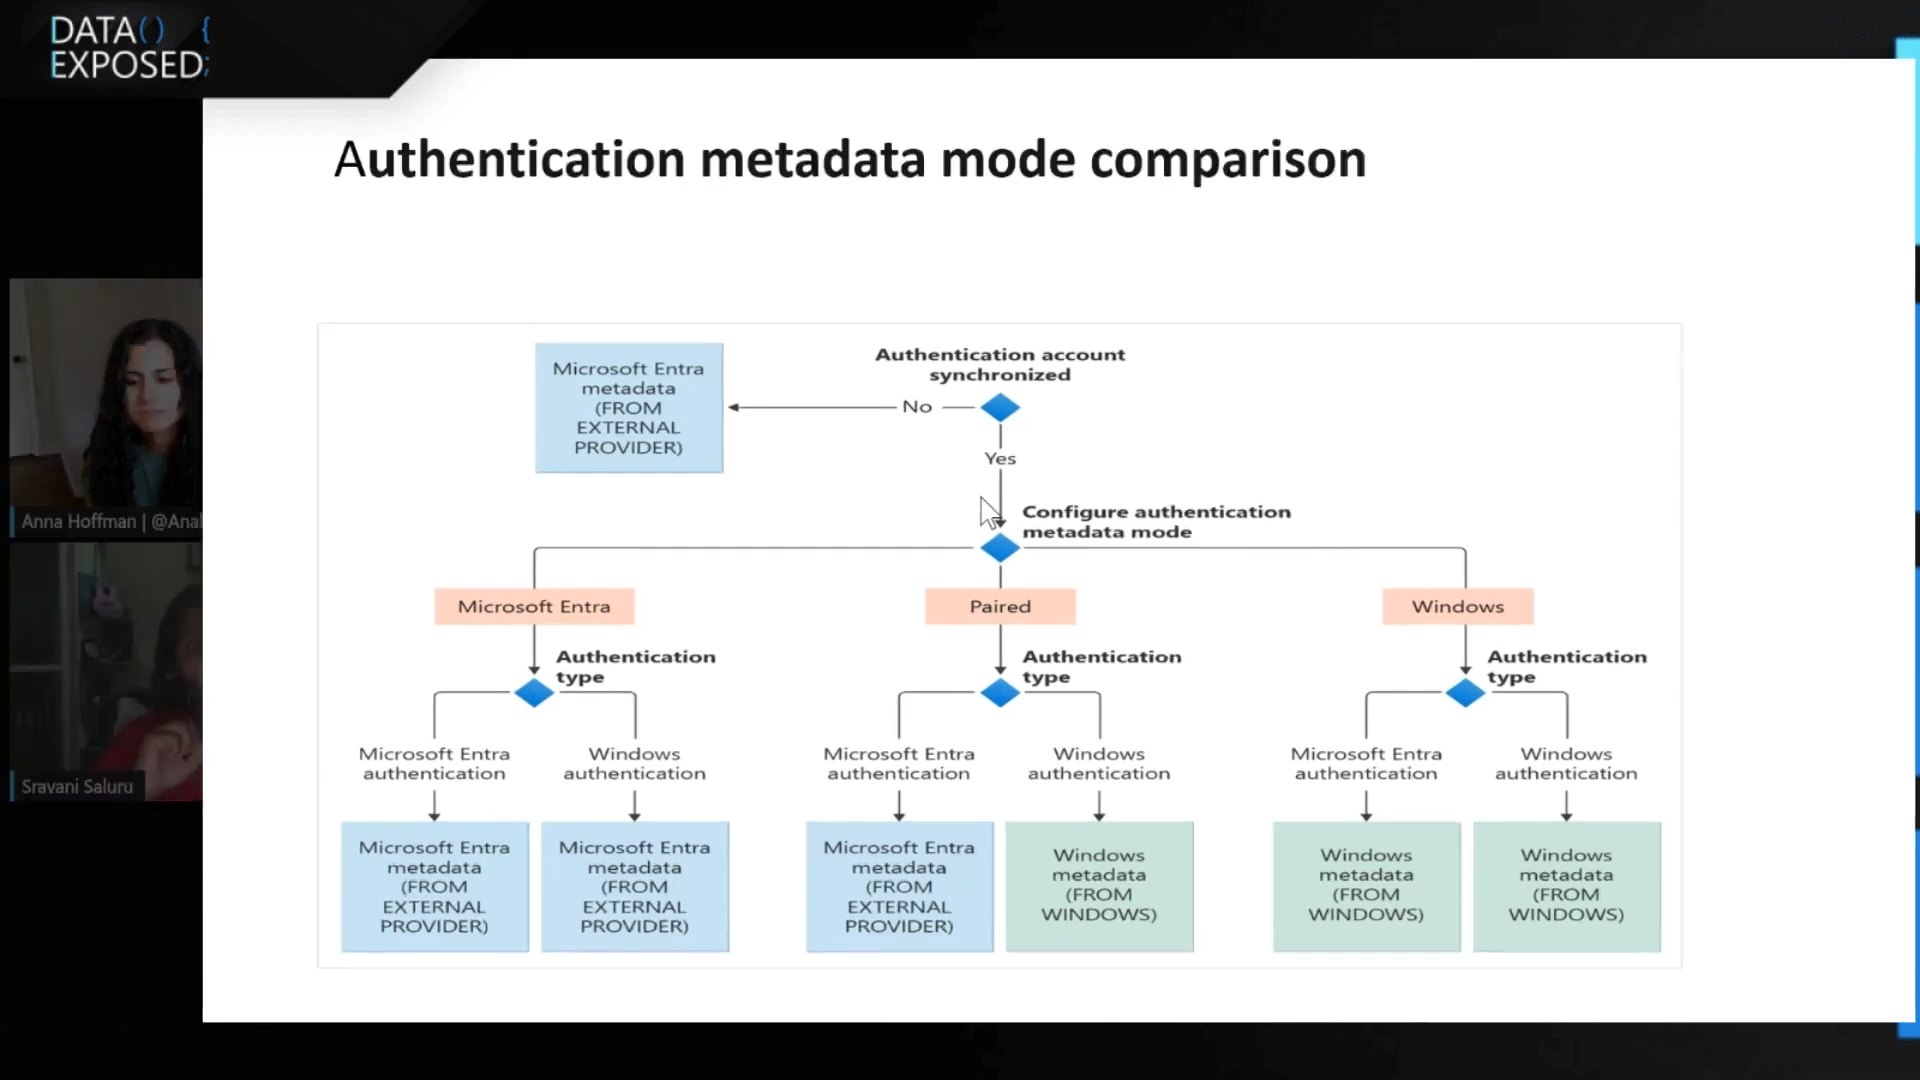 DATA() {
EXPOSED;
Authentication metadata mode comparison
Authentication account
synchronized
Microsoft Entra
metadata
(FROM
EXTERNAL
PROVIDER)
No
Yes
Configure authentication
metadata mode
Microsoft Entra
Paired
Windows
Authentication
type
Authentication
type
Authentication
type
Microsoft Entra
authentication
Windows
authentication
Microsoft Entra
authentication
Windows
authentication
Microsoft Entra
authentication
Windows
authentication
Microsoft Entra
metadata
(FROM
EXTERNAL
PROVIDER)
Microsoft Entra
metadata
(FROM
EXTERNAL
PROVIDER)
Microsoft Entra
metadata
(FROM
EXTERNAL
PROVIDER)
Windows
metadata
(FROM
WINDOWS)
Windows
metadata
(FROM
WINDOWS)
Windows
metadata
(FROM
WINDOWS)
Anna Hoffman | @Anal
Sravani Saluru